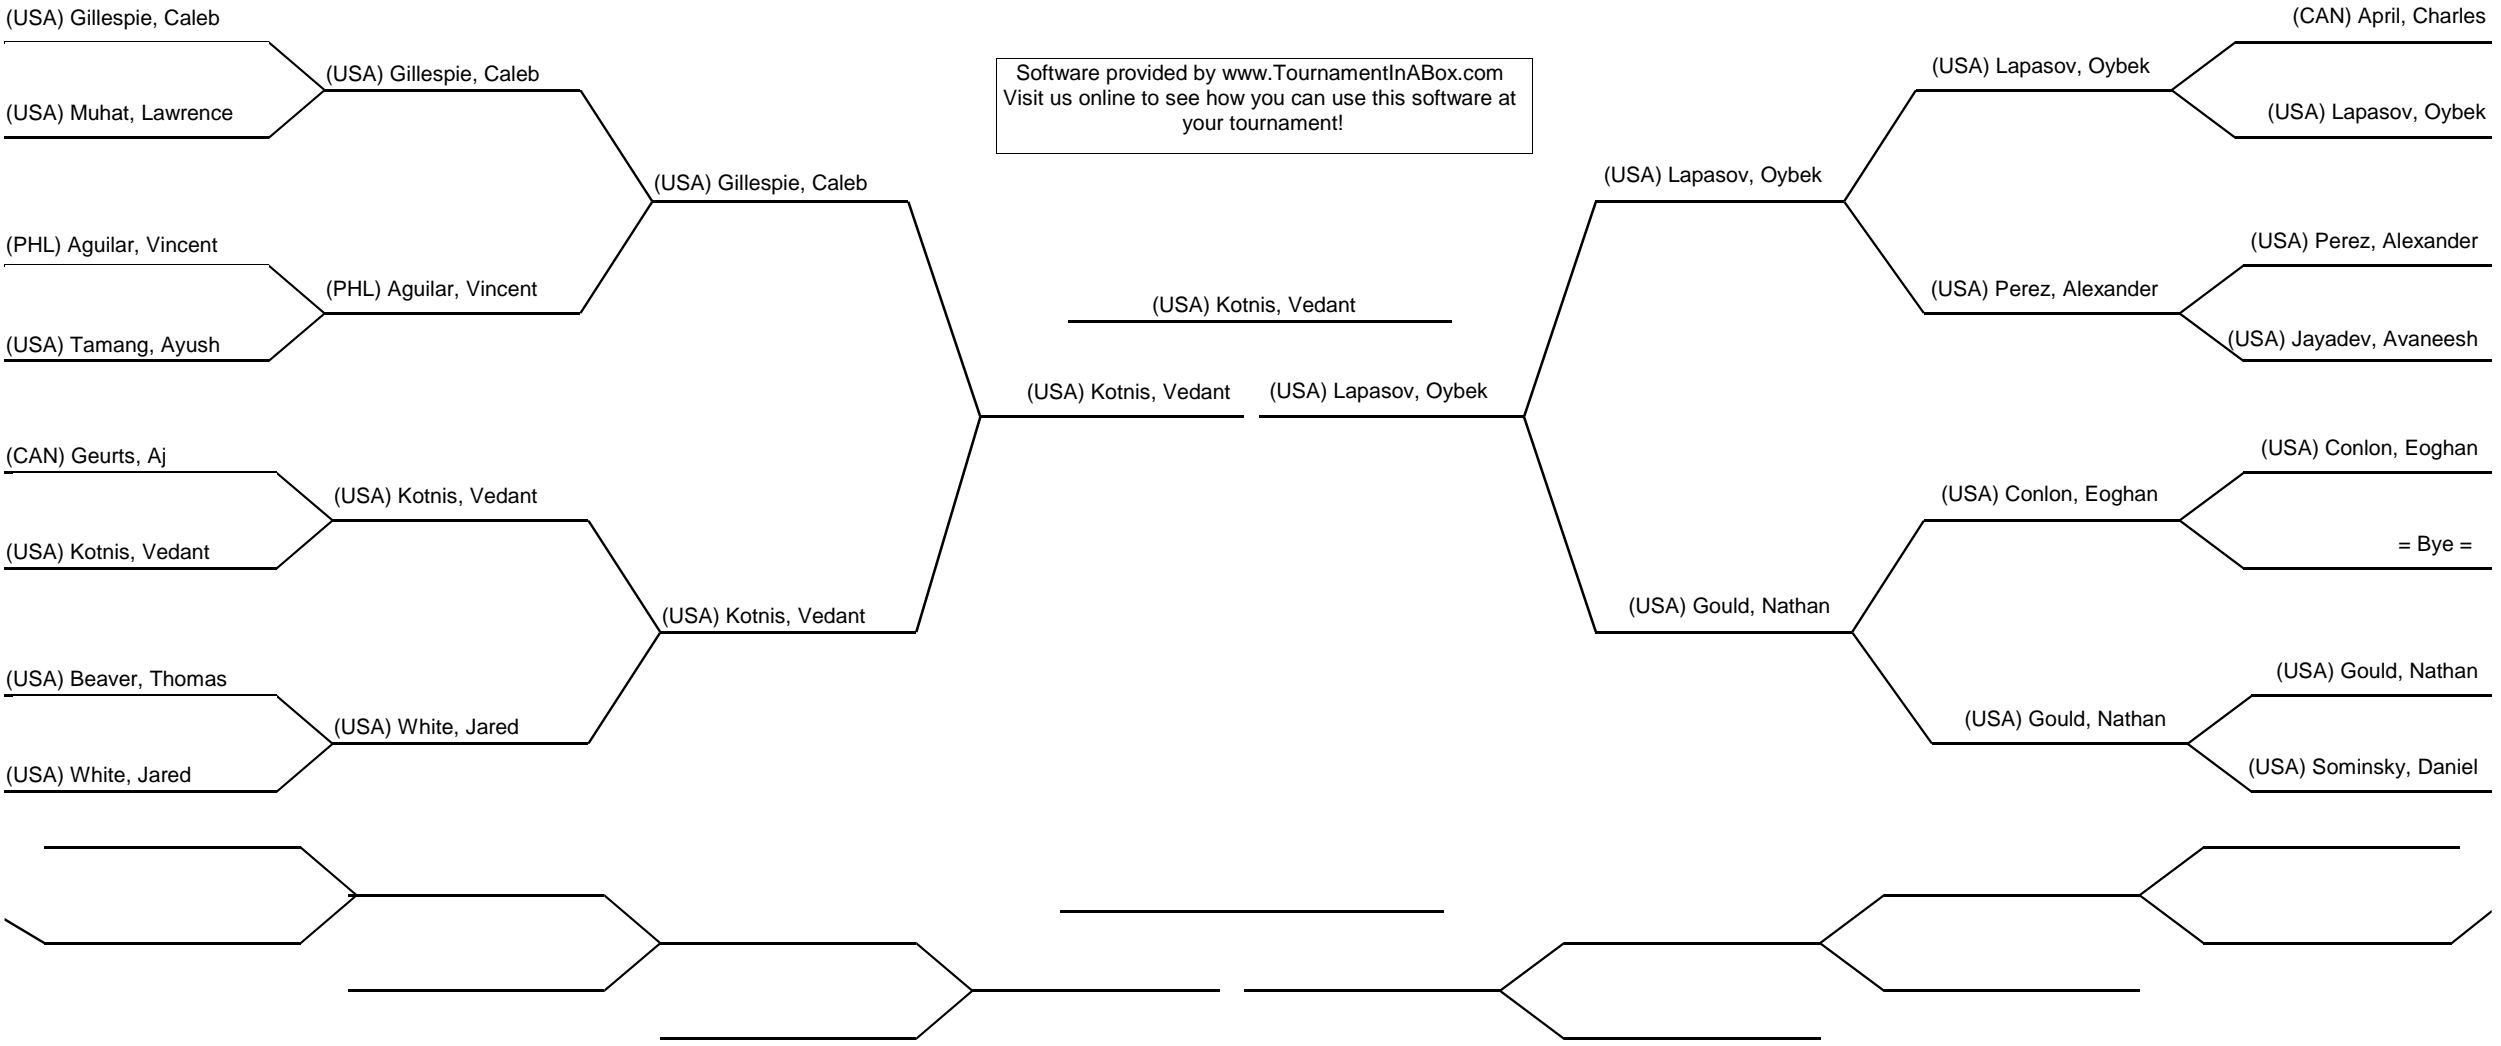 (USA) Gillespie, Caleb
(USA) Muhat, Lawrence
(PHL) Aguilar, Vincent
(USA) Tamang, Ayush
(CAN) Geurts, Aj
(USA) Kotnis, Vedant
(USA) Beaver, Thomas
(USA) White, Jared
(USA) Gillespie, Caleb
(PHL) Aguilar, Vincent
(USA) Kotnis, Vedant
(USA) White, Jared
(USA) Gillespie, Caleb
(USA) Kotnis, Vedant
Software provided by www.TournamentInABox.com
Visit us online to see how you can use this software at
your tournament!
(USA) Kotnis, Vedant
(USA) Kotnis, Vedant
(USA) Lapasov, Oybek
(USA) Lapasov, Oybek
(USA) Gould, Nathan
(USA) Lapasov, Oybek
(USA) Perez, Alexander
(USA) Conlon, Eoghan
(USA) Gould, Nathan
(CAN) April, Charles
(USA) Lapasov, Oybek
(USA) Perez, Alexander
(USA) Jayadev, Avaneesh
(USA) Conlon, Eoghan
= Bye =
(USA) Gould, Nathan
(USA) Sominsky, Daniel